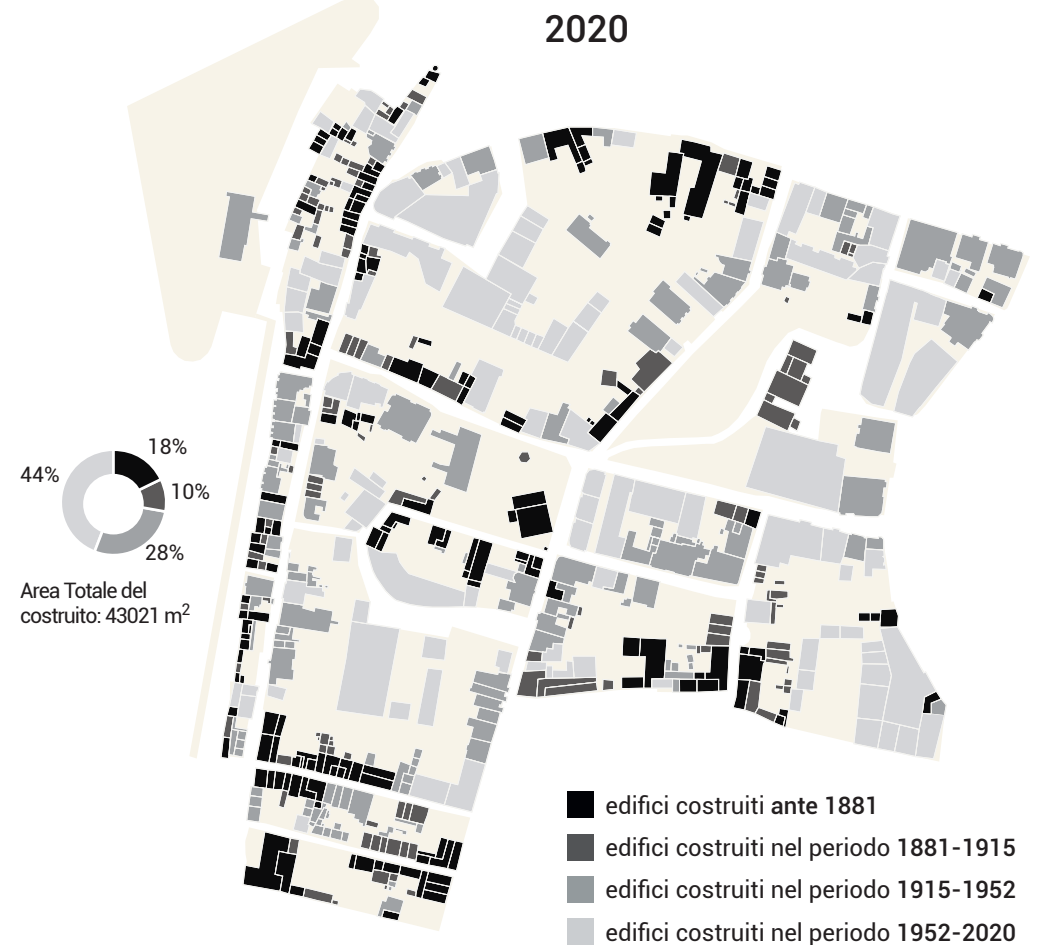 2020
18%
44%
10%
28%
Area Totale del
costruito: 43021 m²
edifici costruiti ante 1881
edifici costruiti nel periodo 1881-1915
edifici costruiti nel periodo 1915-1952
edifici costruiti nel periodo 1952-2020